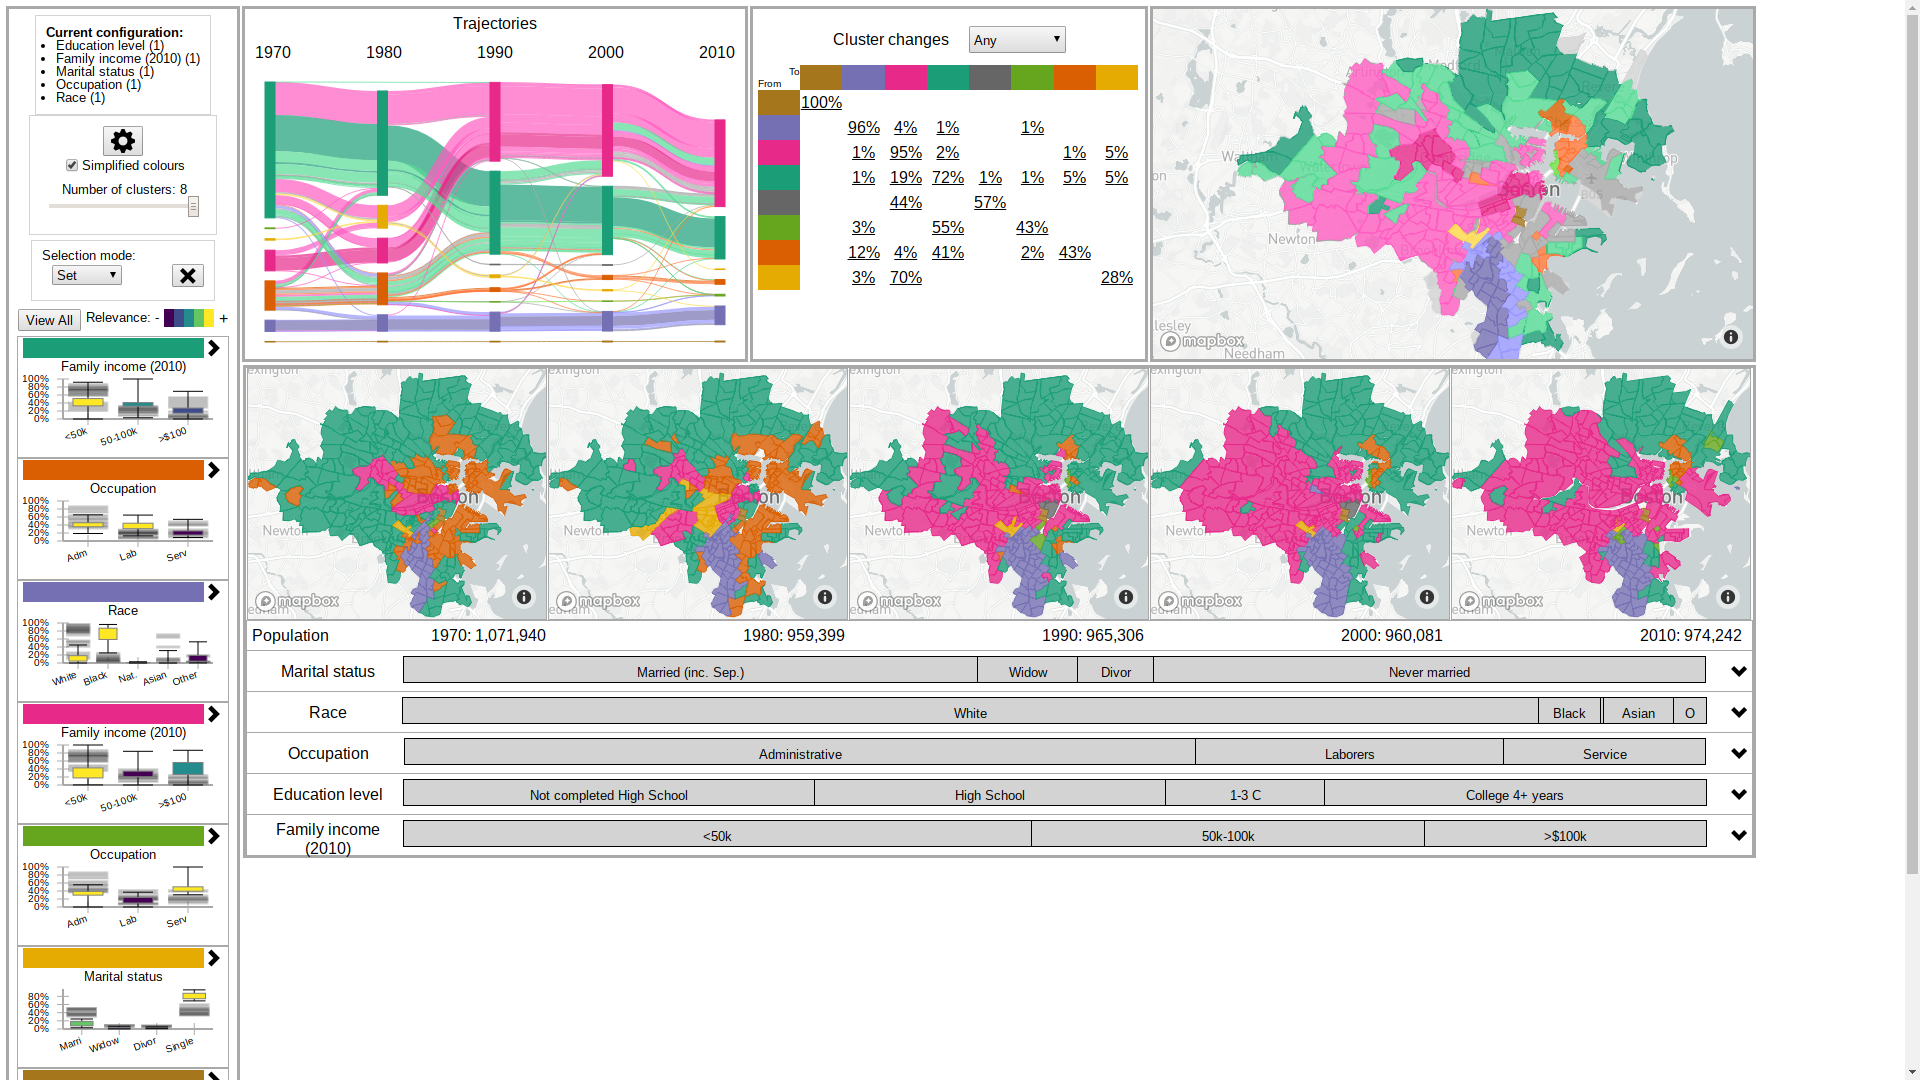 Current configuration:
Education level (1)
Family income (2010) (1)
Marital status (1)
Occupation (1)
Race (1)
Simplified colours
Number of clusters: 8
Selection mode:
Set
View All
Relevance: - +
Family income (2010)
100%
80%
60%
40%
20%
0%
<50k 50-100k >$100
Occupation
100%
80%
60%
40%
20%
0%
Adm Lab Serv
Race
100%
80%
60%
40%
20%
0%
White Black Nat. Asian Other
Family income (2010)
100%
80%
60%
40%
20%
0%
<50k 50-100k >$100
Occupation
100%
80%
60%
40%
20%
0%
Adm Lab Serv
Marital status
80%
60%
40%
20%
0%
Marri Widow Divor Single
Trajectories
1970 1980 1990 2000 2010
Cluster changes Any
To
From
100%
96% 4% 1% 1%
1% 95% 2% 1% 5%
1% 19% 72% 1% 1% 5% 5%
44% 57%
3% 55% 43%
12% 4% 41% 2% 43%
3% 70% 28%
Newton
lesley
Needham
mapbox
Newton
mapbox
Newton
mapbox
Newton
mapbox
Newton
mapbox
Newton
mapbox
Population 1970: 1,071,940 1980: 959,399 1990: 965,306 2000: 960,081 2010: 974,242
Marital status Married (inc. Sep.) Widow Divor Never married
Race White Black Asian O
Occupation Administrative Laborers Service
Education level Not completed High School High School 1-3 C College 4+ years
Family income (2010) <50k 50k-100k >$100k